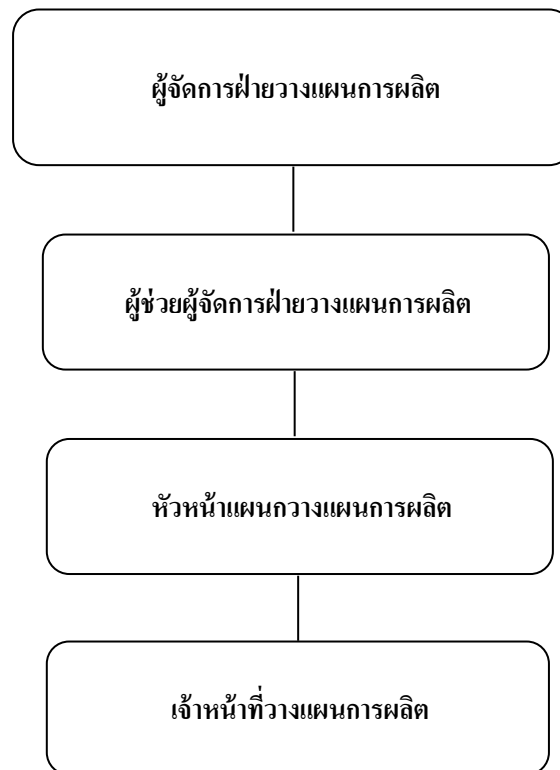 ผู้จัดการฝ่ายวางแผนการผลิต
ผู้ช่วยผู้จัดการฝ่ายวางแผนการผลิต
หัวหน้าแผนกวางแผนการผลิต
เจ้าหน้าที่วางแผนการผลิต